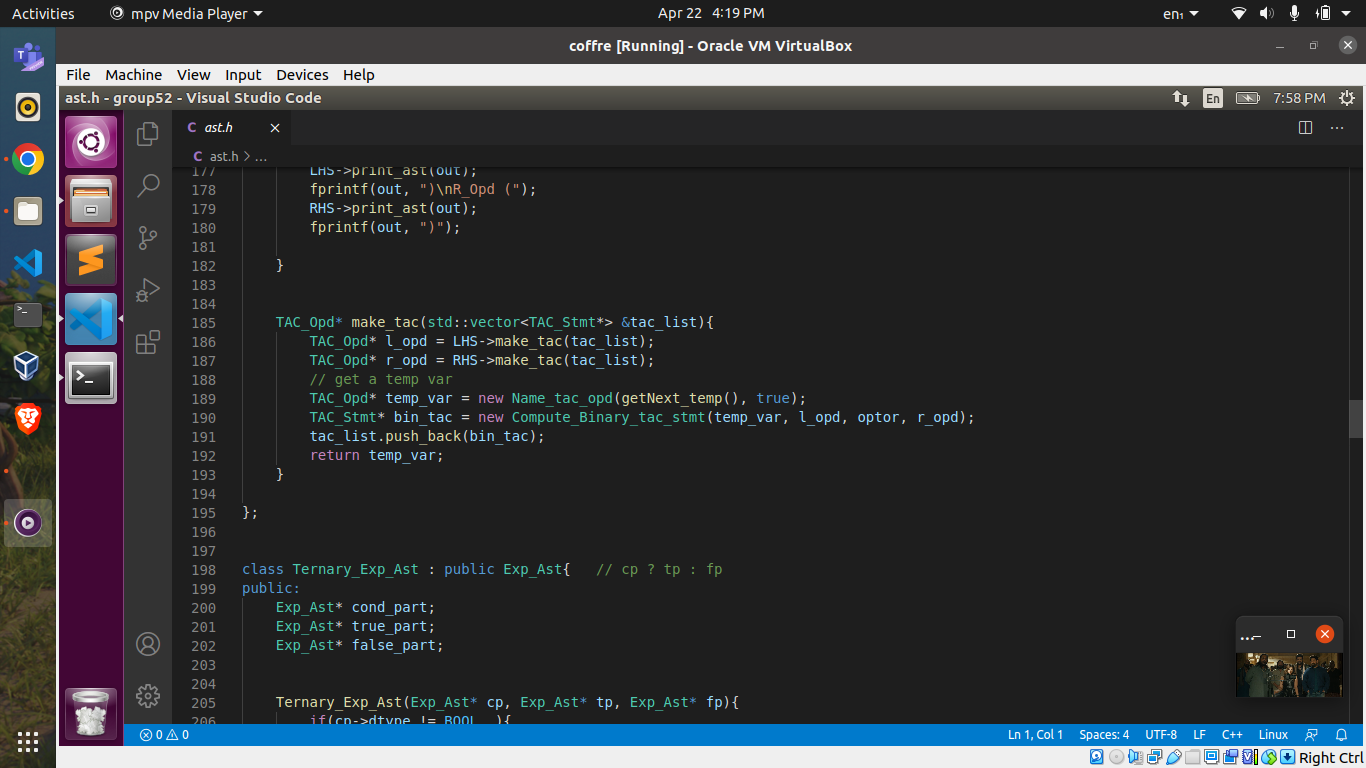 Activities mpv Media Player Apr 22 4:19 PM en₁
coffre [Running] - Oracle VM VirtualBox
File Machine View Input Devices Help
ast.h - group52 - Visual Studio Code En 7:58 PM
C ast.h
C ast.h > ...
177 LHS->print_ast(out);
178 fprintf(out, ")\nR_Opd (");
179 RHS->print_ast(out);
180 fprintf(out, ")");
181
182 }
183
184
185 TAC_Opd* make_tac(std::vector<TAC_Stmt*> &tac_list){
186 TAC_Opd* l_opd = LHS->make_tac(tac_list);
187 TAC_Opd* r_opd = RHS->make_tac(tac_list);
188 // get a temp var
189 TAC_Opd* temp_var = new Name_tac_opd(getNext_temp(), true);
190 TAC_Stmt* bin_tac = new Compute_Binary_tac_stmt(temp_var, l_opd, optor, r_opd);
191 tac_list.push_back(bin_tac);
192 return temp_var;
193 }
194
195 };
196
197
198 class Ternary_Exp_Ast : public Exp_Ast{ // cp ? tp : fp
199 public:
200 Exp_Ast* cond_part;
201 Exp_Ast* true_part;
202 Exp_Ast* false_part;
203
204
205 Ternary_Exp_Ast(Exp_Ast* cp, Exp_Ast* tp, Exp_Ast* fp){
206 if(cp->dtype != BOOL_ ){
...
0 0 Ln 1, Col 1 Spaces: 4 UTF-8 LF C++ Linux
Right Ctrl